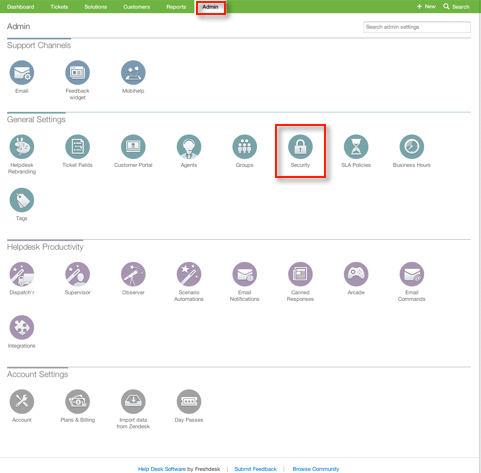 Dashboard Tickets Solutions Customers Reports Admin + New Search
Admin
Search admin settings
Support Channels
Email Feedback widget Mobihelp
General Settings
Helpdesk Rebranding Ticket Fields Customer Portal Agents Groups Security SLA Policies Business Hours
Tags
Helpdesk Productivity
Dispatch'r Supervisor Observer Scenario Automations Email Notifications Canned Responses Arcade Email Commands
Integrations
Account Settings
Account Plans & Billing Import data from Zendesk Day Passes
Help Desk Software by Freshdesk | Submit Feedback | Browse Community